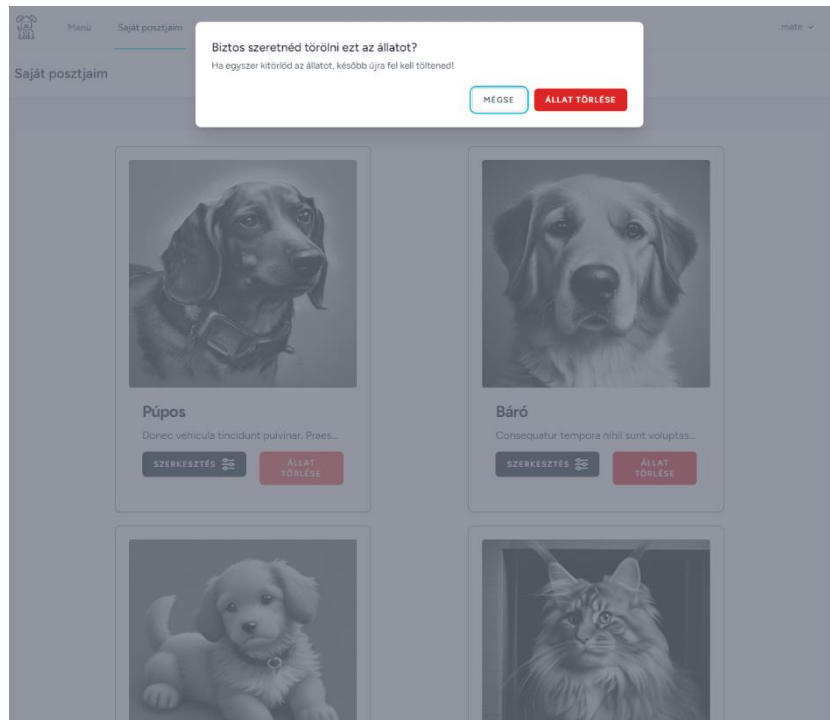 Menü
Saját posztjaim
mate
Biztos szeretnéd törölni ezt az állatot?
Ha egyszer kitörlöd az állatot, később újra fel kell töltened!
MÉGSE
ÁLLAT TÖRLÉSE
Saját posztjaim
Púpos
Donec vehicula tincidunt pulvinar. Praes...
SZERKESZTÉS
ÁLLAT
TÖRLÉSE
Báró
Consequatur tempora nihil sunt voluptas...
SZERKESZTÉS
ÁLLAT
TÖRLÉSE